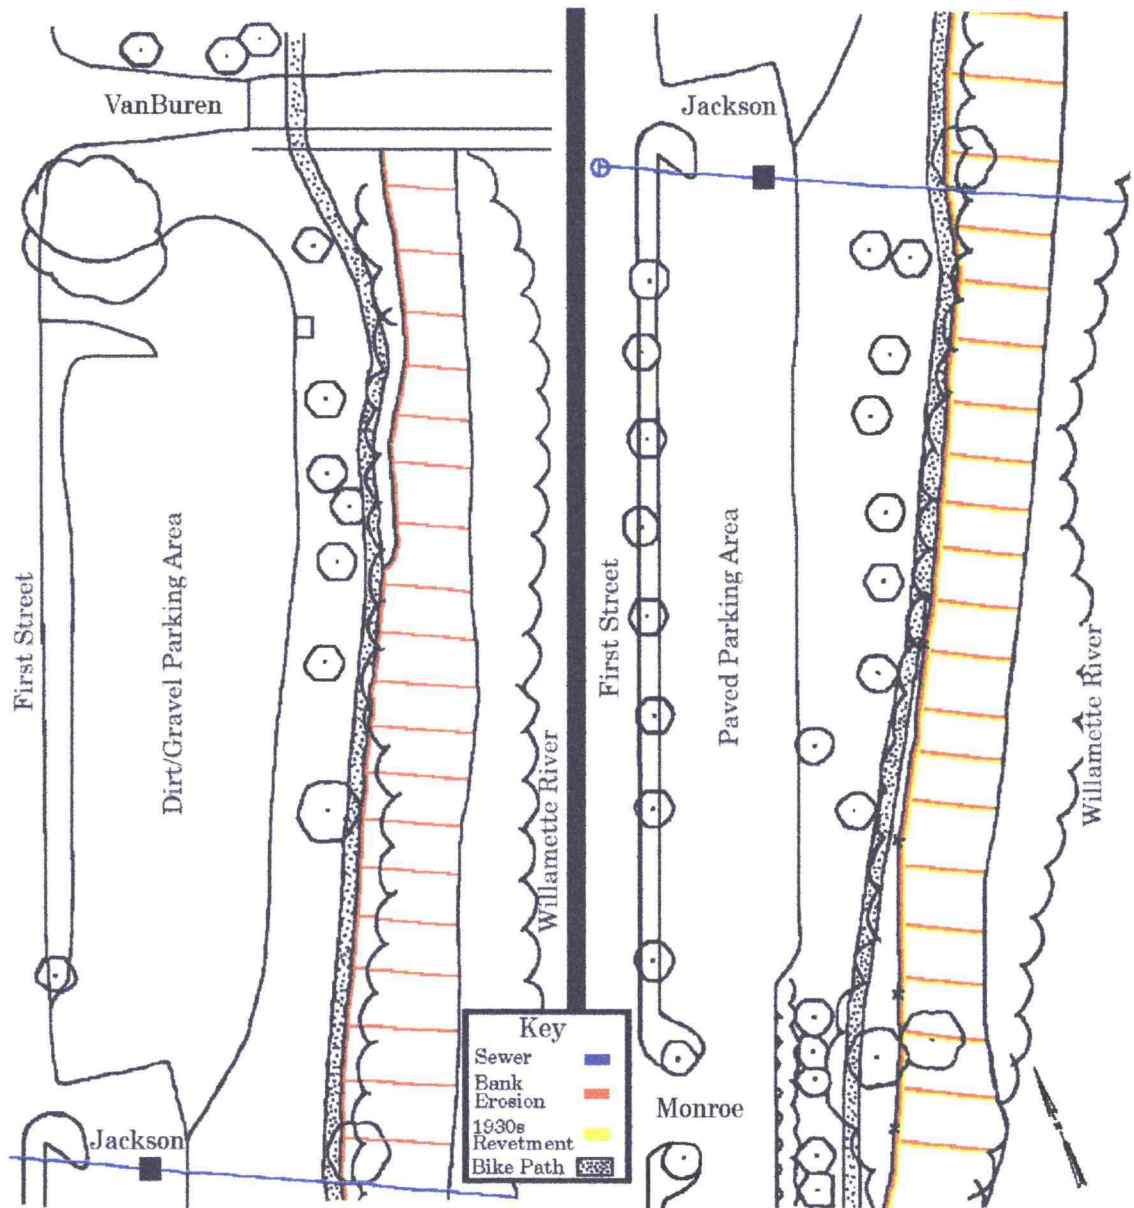 VanBuren
First Street
Dirt/Gravel Parking Area
Willamette River
Jackson
Jackson
First Street
Paved Parking Area
Willamette River
Monroe
Key
Sewer
Bank
Erosion
1930s
Revetment
Bike Path